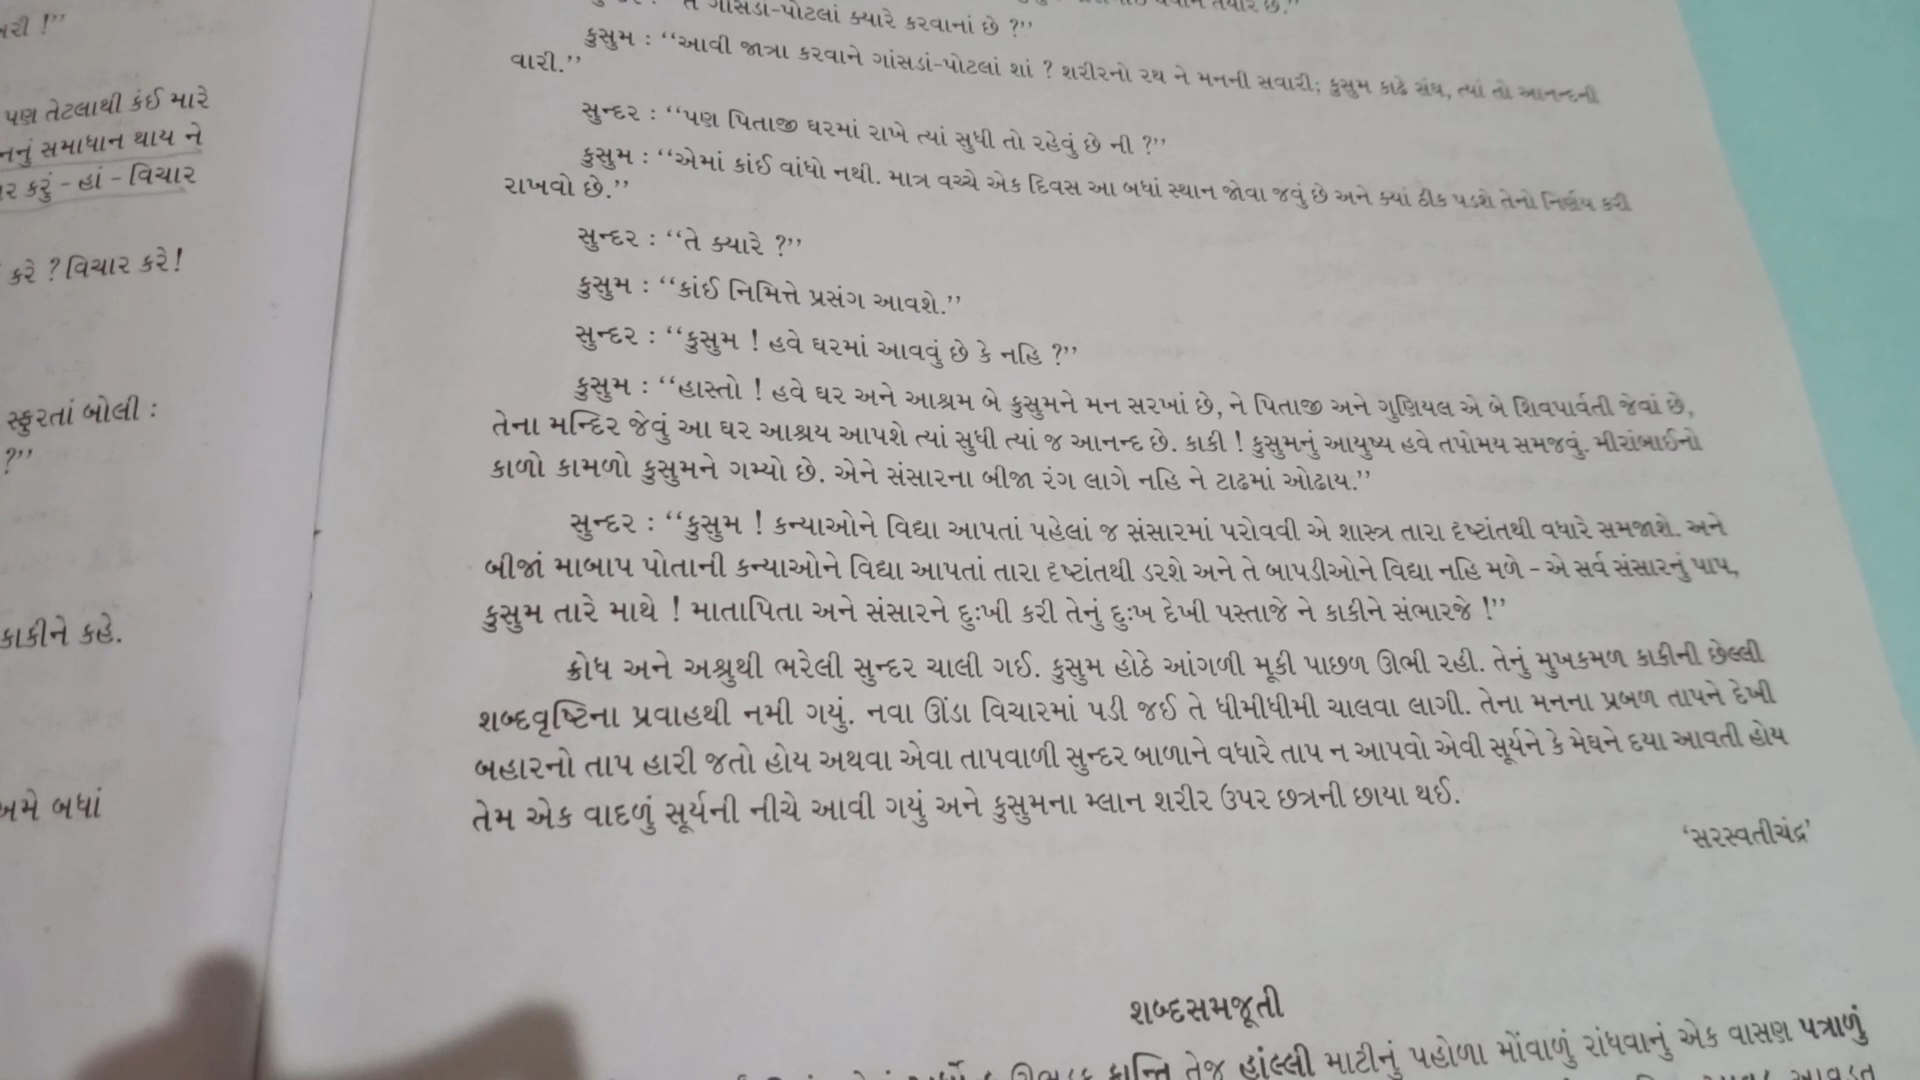 ત્તરી !”
પણ તેટલાથી કંઈ મારે
નનું સમાધાન થાય ને
ર કરું - હાં - વિચાર
કરે ? વિચાર કરે!
સ્ફુરતાં બોલી :
?”
કાકીને કહે.
અમે બધાં
ગાંસડાં-પોટલાં ક્યારે કરવાનાં છે ?”
કુસુમ : “આવી જાત્રા કરવાને ગાંસડાં-પોટલાં શાં ? શરીરનો રથ ને મનની સવારી; કુસુમ કાઢે સંઘ, ત્યાં તો આનન્દની
વારી.”
સુન્દર : “પણ પિતાજી ઘરમાં રાખે ત્યાં સુધી તો રહેવું છે ની ?”
કુસુમ : “એમાં કાંઈ વાંધો નથી. માત્ર વચ્ચે એક દિવસ આ બધાં સ્થાન જોવા જવું છે અને ક્યાં ઠીક પડશે તેનો નિર્ણય કરી
રાખવો છે.”
સુન્દર : “તે ક્યારે ?”
કુસુમ : “કાંઈ નિમિત્તે પ્રસંગ આવશે.”
સુન્દર : “કુસુમ ! હવે ઘરમાં આવવું છે કે નહિ ?”
કુસુમ : “હાસ્તો ! હવે ઘર અને આશ્રમ બે કુસુમને મન સરખાં છે, ને પિતાજી અને ગુણિયલ એ બે શિવપાર્વતી જેવાં છે,
તેના મન્દિર જેવું આ ઘર આશ્રય આપશે ત્યાં સુધી ત્યાં જ આનન્દ છે. કાકી ! કુસુમનું આયુષ્ય હવે તપોમય સમજવું. મીરાંબાઈનો
કાળો કામળો કુસુમને ગમ્યો છે. એને સંસારના બીજા રંગ લાગે નહિ ને ટાઢમાં ઓઢાય.”
સુન્દર : “કુસુમ ! કન્યાઓને વિદ્યા આપતાં પહેલાં જ સંસારમાં પરોવવી એ શાસ્ત્ર તારા દૃષ્ટાંતથી વધારે સમજાશે. અને
બીજાં માબાપ પોતાની કન્યાઓને વિદ્યા આપતાં તારા દૃષ્ટાંતથી ડરશે અને તે બાપડીઓને વિદ્યા નહિ મળે - એ સર્વ સંસારનું પાપ,
કુસુમ તારે માથે ! માતાપિતા અને સંસારને દુઃખી કરી તેનું દુઃખ દેખી પસ્તાજે ને કાકીને સંભારજે !”
ક્રોધ અને અશ્રુથી ભરેલી સુન્દર ચાલી ગઈ. કુસુમ હોઠે આંગળી મૂકી પાછળ ઊભી રહી. તેનું મુખકમળ કાકીની છેલ્લી
શબ્દવૃષ્ટિના પ્રવાહથી નમી ગયું. નવા ઊંડા વિચારમાં પડી જઈ તે ધીમીધીમી ચાલવા લાગી. તેના મનના પ્રબળ તાપને દેખી
બહારનો તાપ હારી જતો હોય અથવા એવા તાપવાળી સુન્દર બાળાને વધારે તાપ ન આપવો એવી સૂર્યને કે મેઘને દયા આવતી હોય
તેમ એક વાદળું સૂર્યની નીચે આવી ગયું અને કુસુમના મ્લાન શરીર ઉપર છત્રની છાયા થઈ.
‘સરસ્વતીચંદ્ર’
શબ્દસમજૂતી
કાન્તિ તેજ હાંલ્લી માટીનું પહોળા મોંવાળું રાંધવાનું એક વાસણ પત્રાળું